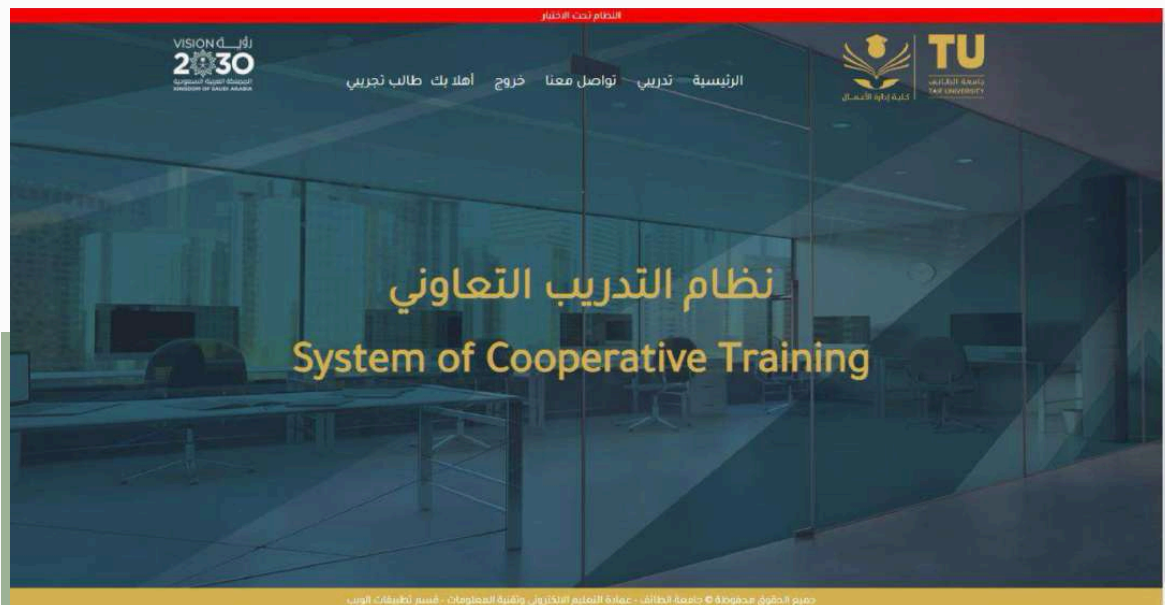 النظام تحت الاختبار
TU
جامعة الطائف
TAIF UNIVERSITY
كلية إدارة الأعمال
الرئيسية تدريبي تواصل معنا خروج أهلا بك طالب تجريبي
VISION رؤيــة
2030
المملكة العربية السعودية
KINGDOM OF SAUDI ARABIA
نظام التدريب التعاوني
System of Cooperative Training
جميع الحقوق محفوظة © جامعة الطائف - عمادة التعليم الالكتروني وتقنية المعلومات - قسم تطبيقات الويب